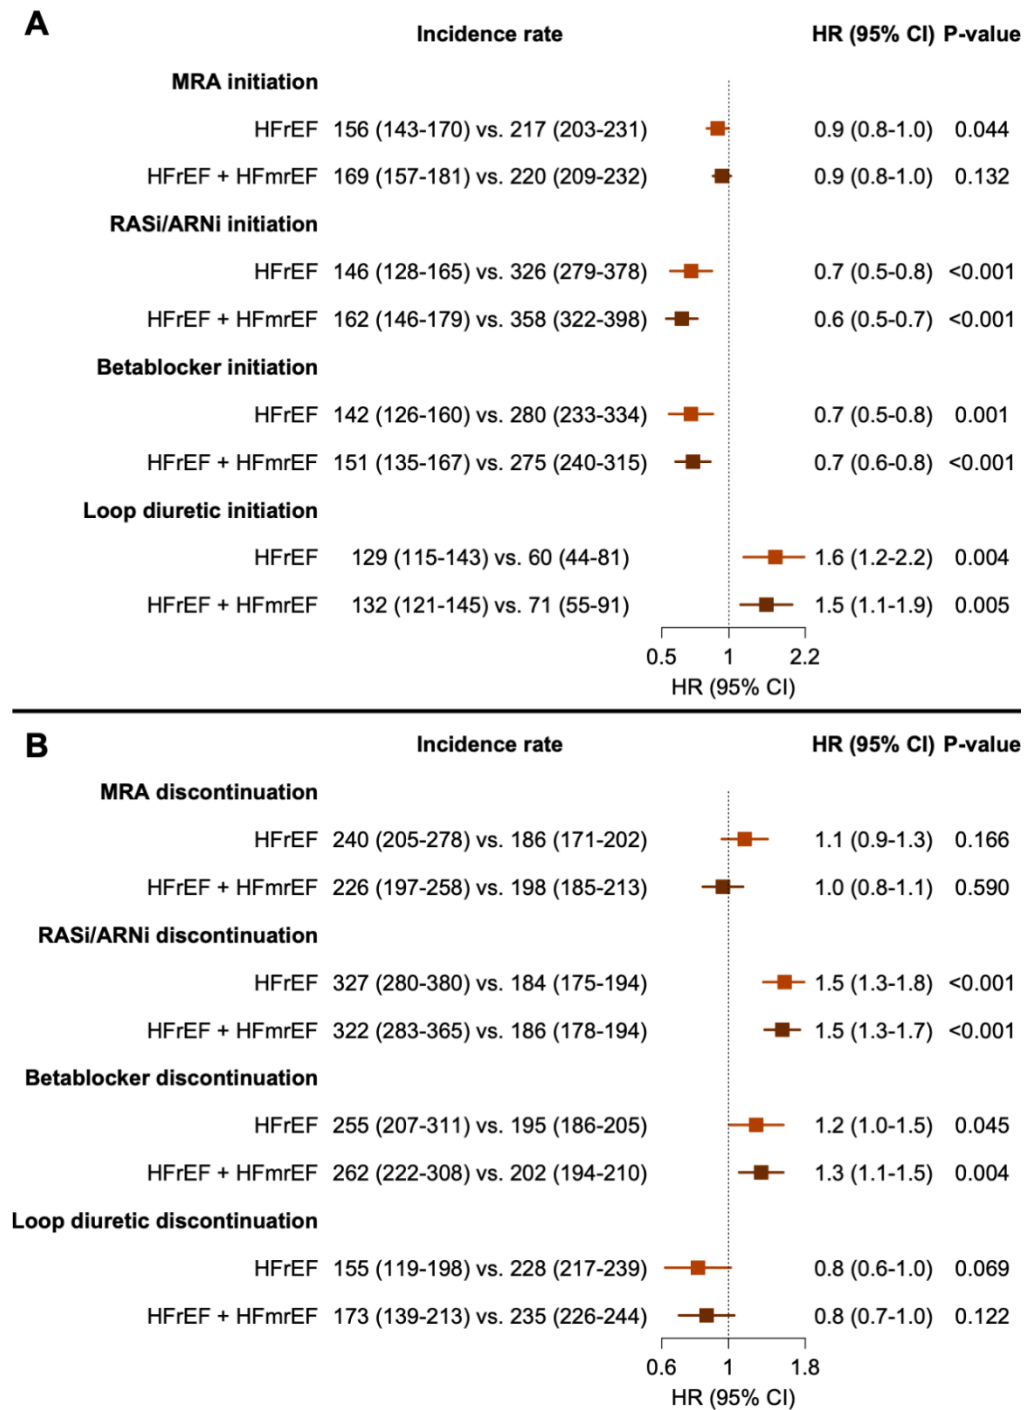 A
Incidence rate HR (95% CI) P-value
MRA initiation
HFrEF 156 (143-170) vs. 217 (203-231) 0.9 (0.8-1.0) 0.044
HFrEF + HFmrEF 169 (157-181) vs. 220 (209-232) 0.9 (0.8-1.0) 0.132
RASi/ARNi initiation
HFrEF 146 (128-165) vs. 326 (279-378) 0.7 (0.5-0.8) <0.001
HFrEF + HFmrEF 162 (146-179) vs. 358 (322-398) 0.6 (0.5-0.7) <0.001
Betablocker initiation
HFrEF 142 (126-160) vs. 280 (233-334) 0.7 (0.5-0.8) 0.001
HFrEF + HFmrEF 151 (135-167) vs. 275 (240-315) 0.7 (0.6-0.8) <0.001
Loop diuretic initiation
HFrEF 129 (115-143) vs. 60 (44-81) 1.6 (1.2-2.2) 0.004
HFrEF + HFmrEF 132 (121-145) vs. 71 (55-91) 1.5 (1.1-1.9) 0.005
0.5 1 2.2
HR (95% CI)
B
Incidence rate HR (95% CI) P-value
MRA discontinuation
HFrEF 240 (205-278) vs. 186 (171-202) 1.1 (0.9-1.3) 0.166
HFrEF + HFmrEF 226 (197-258) vs. 198 (185-213) 1.0 (0.8-1.1) 0.590
RASi/ARNi discontinuation
HFrEF 327 (280-380) vs. 184 (175-194) 1.5 (1.3-1.8) <0.001
HFrEF + HFmrEF 322 (283-365) vs. 186 (178-194) 1.5 (1.3-1.7) <0.001
Betablocker discontinuation
HFrEF 255 (207-311) vs. 195 (186-205) 1.2 (1.0-1.5) 0.045
HFrEF + HFmrEF 262 (222-308) vs. 202 (194-210) 1.3 (1.1-1.5) 0.004
Loop diuretic discontinuation
HFrEF 155 (119-198) vs. 228 (217-239) 0.8 (0.6-1.0) 0.069
HFrEF + HFmrEF 173 (139-213) vs. 235 (226-244) 0.8 (0.7-1.0) 0.122
0.6 1 1.8
HR (95% CI)